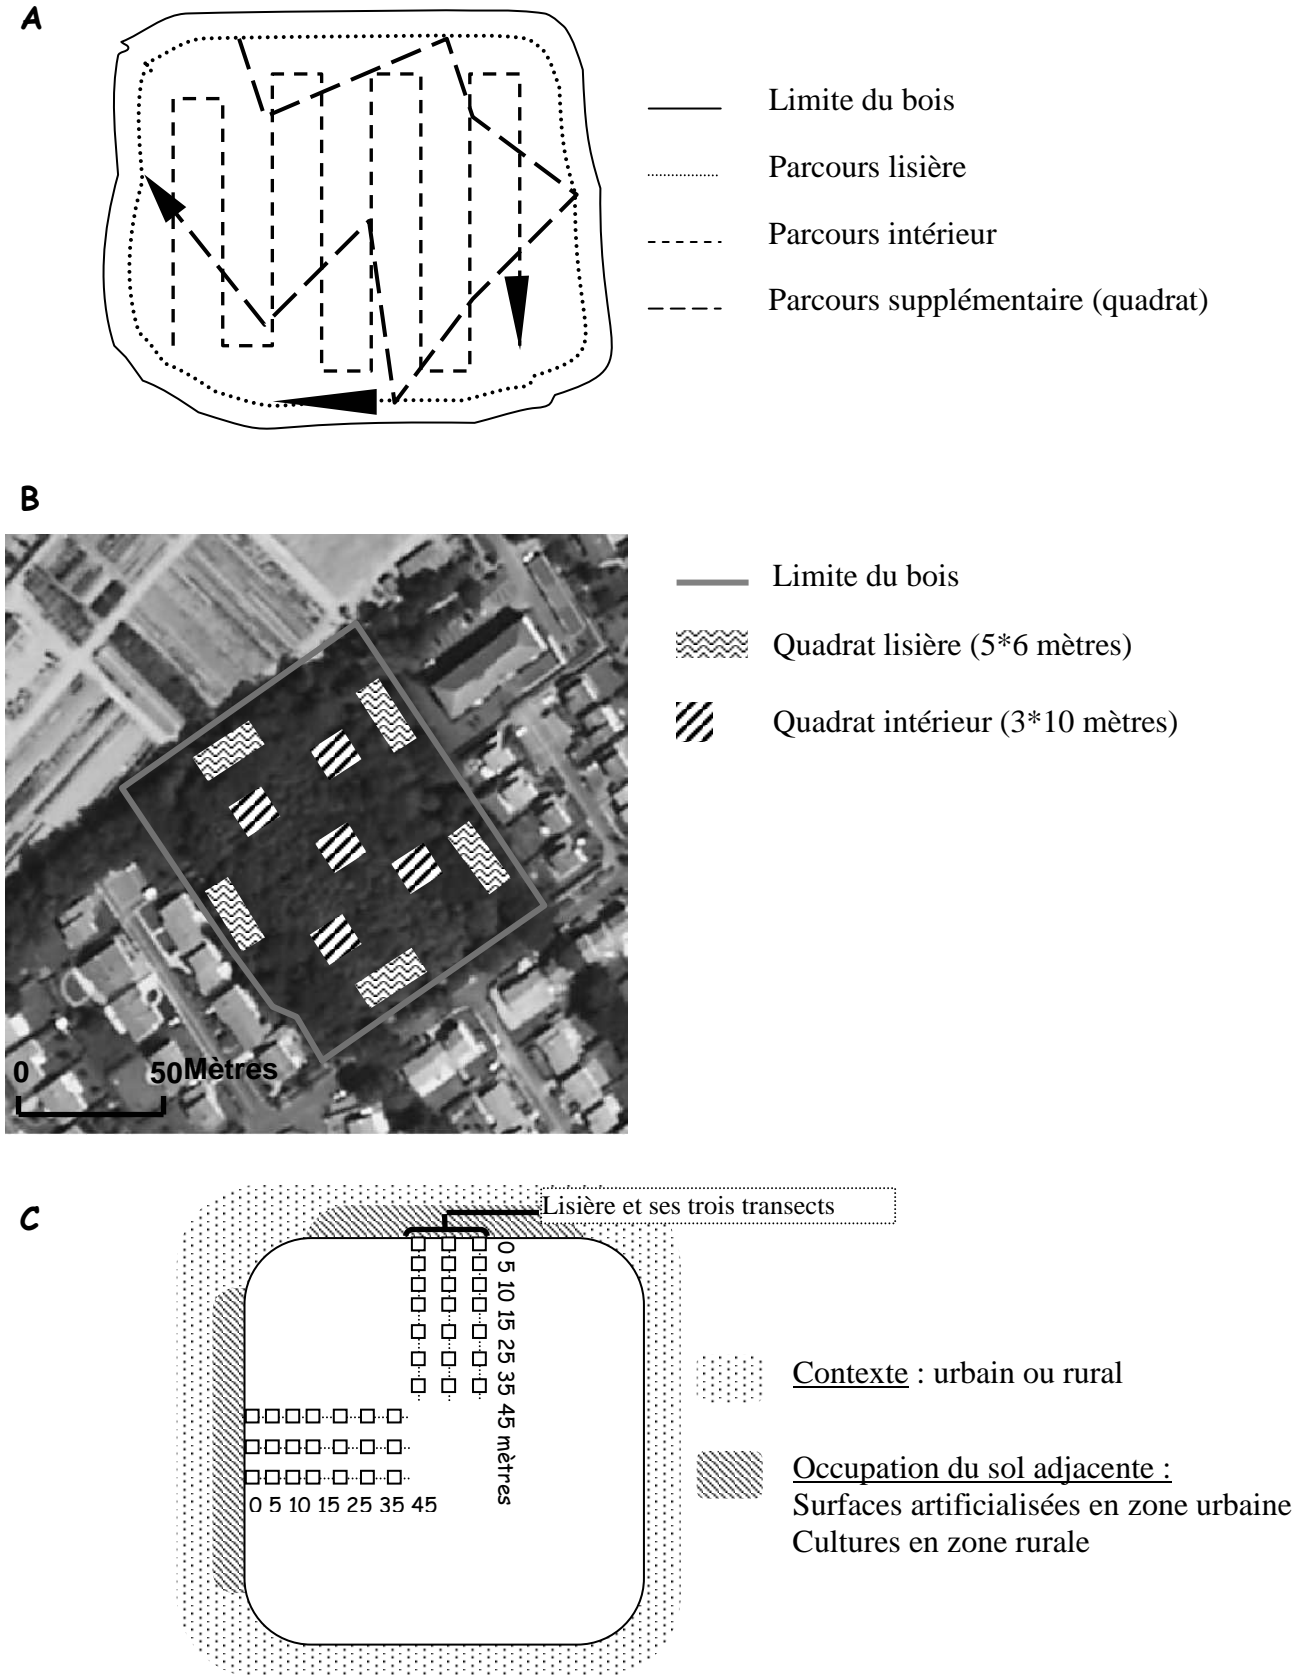 A
Limite du bois
Parcours lisière
Parcours intérieur
Parcours supplémentaire (quadrat)
B
Limite du bois
Quadrat lisière (5*6 mètres)
Quadrat intérieur (3*10 mètres)
0 50 Mètres
C
Lisière et ses trois transects
0 5 10 15 25 35 45 mètres
0 5 10 15 25 35 45
Contexte : urbain ou rural
Occupation du sol adjacente :
Surfaces artificialisées en zone urbaine
Cultures en zone rurale